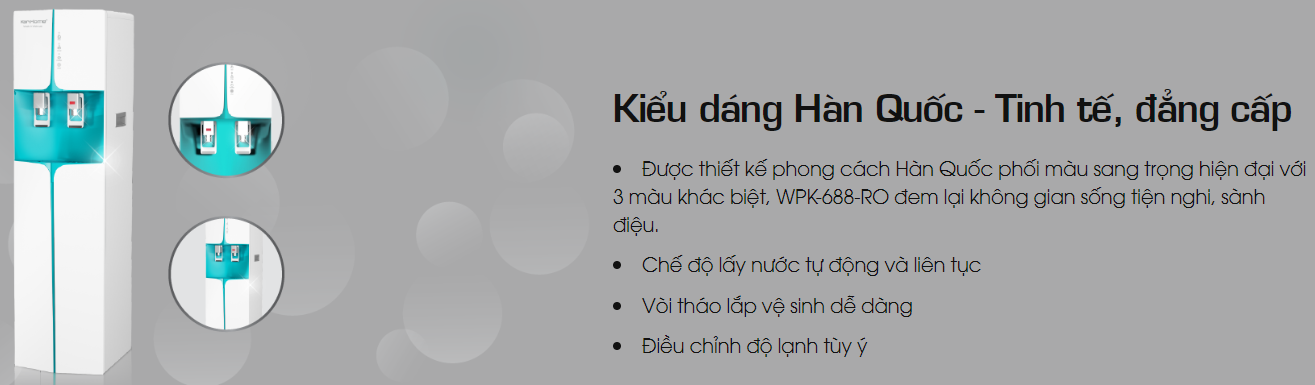 Kiểu dáng Hàn Quốc - Tinh tế, đẳng cấp
• Được thiết kế phong cách Hàn Quốc phối màu sang trọng hiện đại với
3 màu khác biệt, WPK-688-RO đem lại không gian sống tiện nghi, sành
điệu.
• Chế độ lấy nước tự động và liên tục
• Vòi tháo lắp vệ sinh dễ dàng
• Điều chỉnh độ lạnh tùy ý